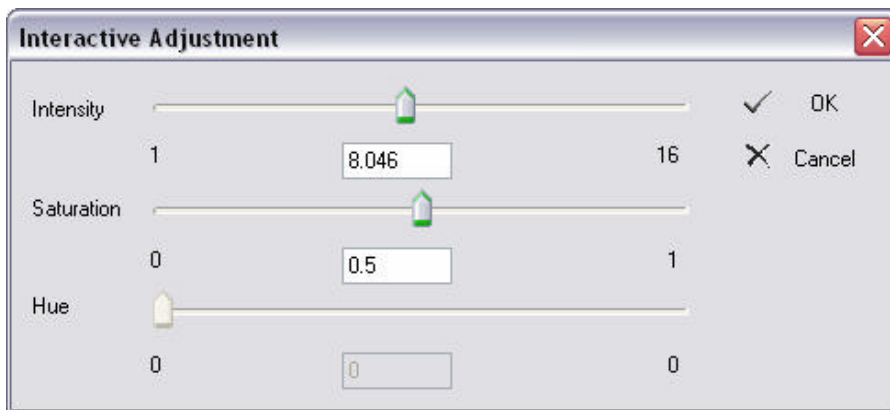 Interactive Adjustment
Intensity
OK
1 8.046 16
Cancel
Saturation
0 0.5 1
Hue
0 0 0